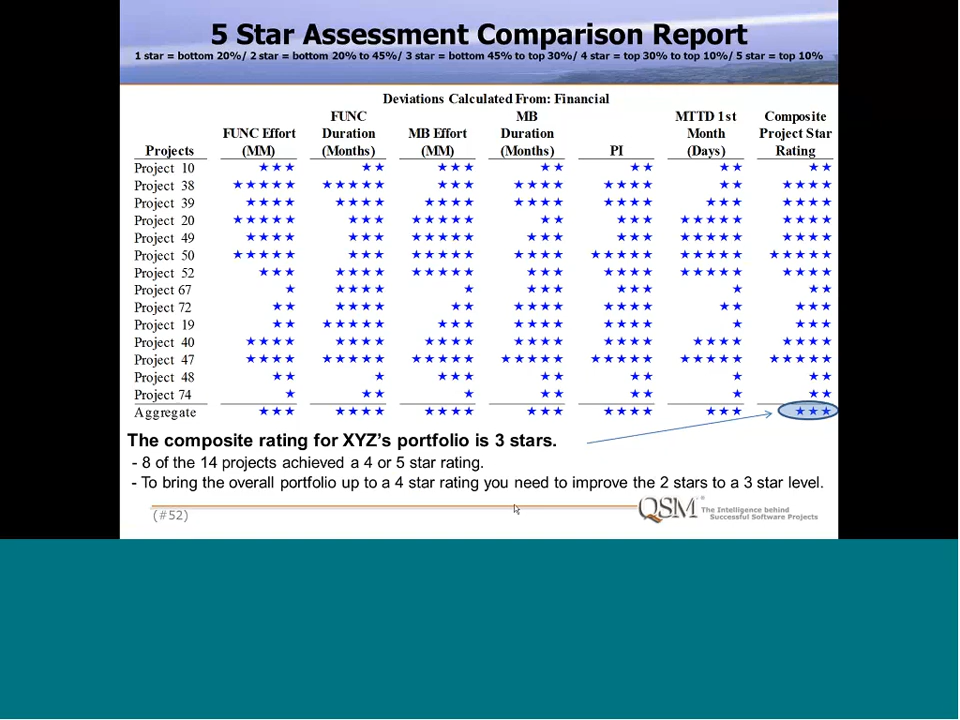 5 Star Assessment Comparison Report
1 star = bottom 20%/ 2 star = bottom 20% to 45%/ 3 star = bottom 45% to top 30%/ 4 star = top 30% to top 10%/ 5 star = top 10%
Deviations Calculated From: Financial
FUNC MB MTTD 1st Composite
FUNC Effort Duration MB Effort Duration Month Project Star
Projects (MM) (Months) (MM) (Months) PI (Days) Rating
Project 10 ★★★ ★★ ★★★ ★★ ★★ ★★ ★★
Project 38 ★★★★★ ★★★★★ ★★★ ★★★★ ★★★★ ★★ ★★★★
Project 39 ★★★★ ★★★★ ★★★★ ★★★★ ★★★★ ★★★ ★★★★
Project 20 ★★★★★ ★★★ ★★★★★ ★★ ★★★ ★★★★★ ★★★★
Project 49 ★★★★ ★★★ ★★★★★ ★★★ ★★★ ★★★★★ ★★★★
Project 50 ★★★★★ ★★★ ★★★★★ ★★★★ ★★★★★ ★★★★★ ★★★★★
Project 52 ★★★ ★★★★ ★★★★★ ★★★ ★★★★ ★★★★★ ★★★★
Project 67 ★ ★★★★ ★ ★★★ ★★★ ★ ★★
Project 72 ★★ ★★★★ ★★ ★★★★ ★★★★ ★★ ★★★
Project 19 ★★ ★★★★★ ★★★ ★★★★ ★★★★ ★ ★★★
Project 40 ★★★★ ★★★★ ★★★★ ★★★★ ★★★★ ★★★★ ★★★★
Project 47 ★★★★ ★★★★★ ★★★★★ ★★★★★ ★★★★★ ★★★★★ ★★★★★
Project 48 ★★ ★ ★★★ ★★ ★★ ★ ★★
Project 74 ★ ★★ ★ ★★ ★★ ★ ★★
Aggregate ★★★ ★★★★ ★★★★ ★★★ ★★★★ ★★★ ★★★
The composite rating for XYZ's portfolio is 3 stars.
- 8 of the 14 projects achieved a 4 or 5 star rating.
- To bring the overall portfolio up to a 4 star rating you need to improve the 2 stars to a 3 star level.
(#52)
QSM® The Intelligence behind
Successful Software Projects